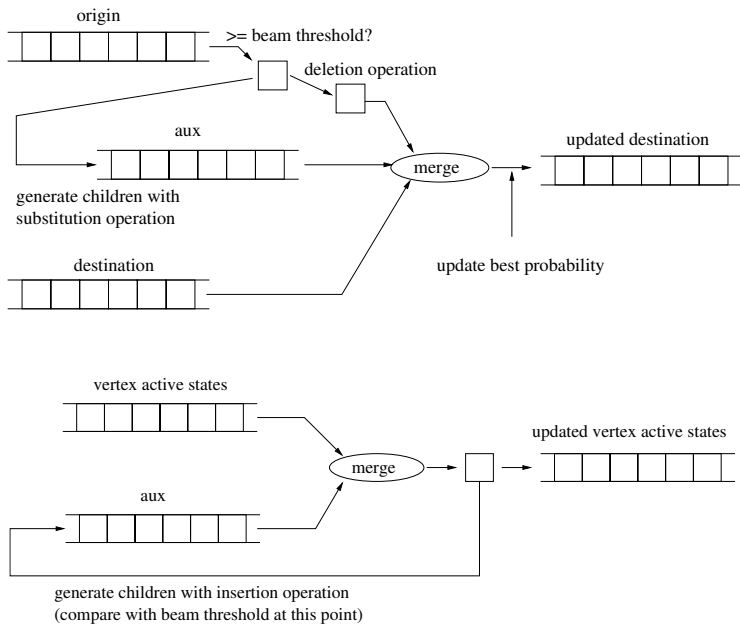 origin
>= beam threshold?
deletion operation
aux
updated destination
merge
generate children with
substitution operation
destination
update best probability
vertex active states
updated vertex active states
merge
aux
generate children with insertion operation
(compare with beam threshold at this point)